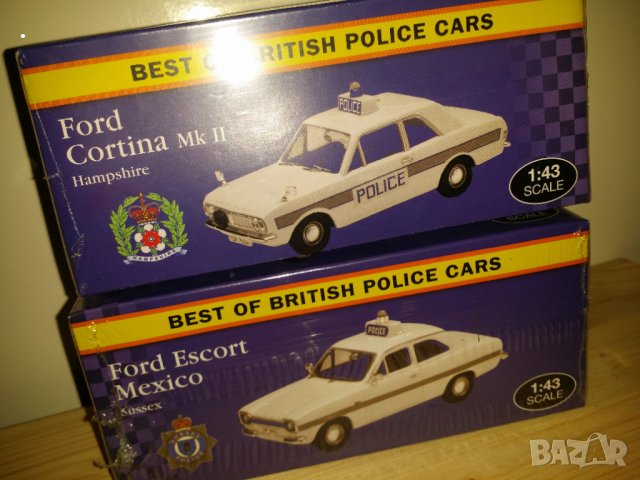 BEST OF BRITISH POLICE CARS
Ford
Cortina Mk II
Hampshire
POLICE
POLICE
1:43
SCALE
HAMPSHIRE
BEST OF BRITISH POLICE CARS
Ford Escort
Mexico
Sussex
POLICE
1:43
SCALE
BAZAR